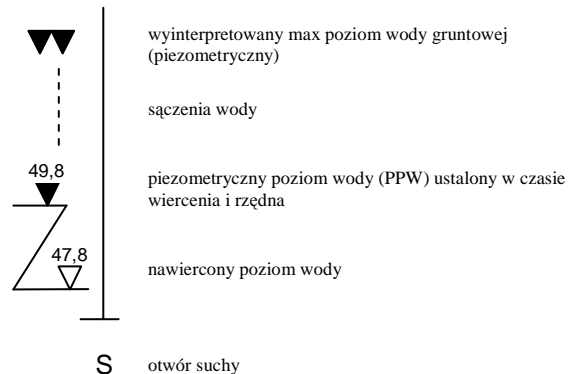 wyinterpretowany max poziom wody gruntowej
(piezometryczny)
sączenia wody
49,8
piezometryczny poziom wody (PPW) ustalony w czasie
wiercenia i rzędna
47,8
nawiercony poziom wody
S otwór suchy